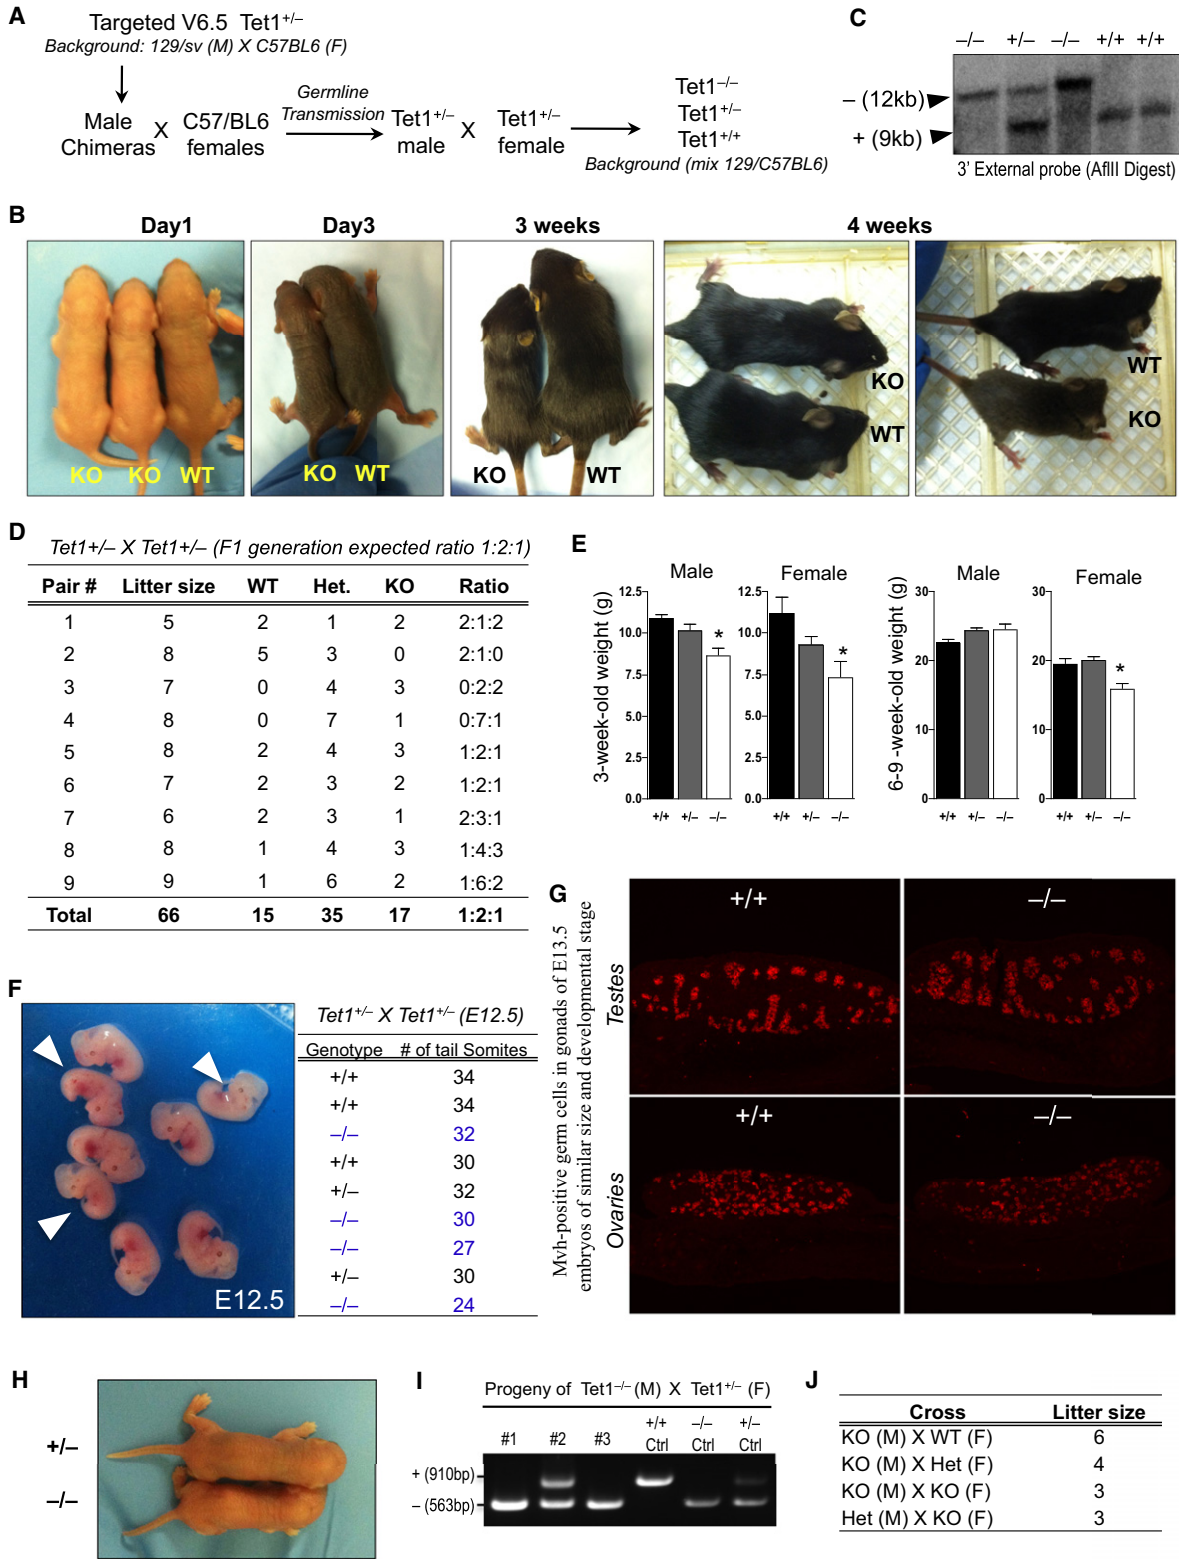 A
Targeted V6.5 Tet1+/–
Background: 129/sv (M) X C57BL6 (F)
Male Chimeras X C57/BL6 females
Germline Transmission
Tet1+/– male X Tet1+/– female
Tet1–/–
Tet1+/–
Tet1+/+
Background (mix 129/C57BL6)
C
–/– +/– –/– +/+ +/+
– (12kb)
+ (9kb)
3' External probe (AflII Digest)
B
Day1 Day3 3 weeks 4 weeks
KO KO WT
KO WT
KO WT
KO
WT
WT
KO
D
Tet1+/– X Tet1+/– (F1 generation expected ratio 1:2:1)
Pair # Litter size WT Het. KO Ratio
1 5 2 1 2 2:1:2
2 8 5 3 0 2:1:0
3 7 0 4 3 0:2:2
4 8 0 7 1 0:7:1
5 8 2 4 3 1:2:1
6 7 2 3 2 1:2:1
7 6 2 3 1 2:3:1
8 8 1 4 3 1:4:3
9 9 1 6 2 1:6:2
Total 66 15 35 17 1:2:1
E
Male Female
3-week-old weight (g)
12.5
10.0
7.5
5.0
2.5
0.0
*
+/+ +/– –/–
12.5
10.0
7.5
5.0
2.5
0.0
*
+/+ +/– –/–
Male Female
6-9 -week-old weight (g)
30
20
10
0
+/+ +/– –/–
30
20
10
0
*
+/+ +/– –/–
F
E12.5
Tet1+/– X Tet1+/– (E12.5)
Genotype # of tail Somites
+/+ 34
+/+ 34
–/– 32
+/+ 30
+/– 32
–/– 30
–/– 27
+/– 30
–/– 24
G
Mvh-positive germ cells in gonads of E13.5
embryos of similar size and developmental stage
Testes
+/+ –/–
Ovaries
+/+ –/–
H
+/–
–/–
I
Progeny of Tet1–/– (M) X Tet1+/– (F)
#1 #2 #3 +/+ Ctrl –/– Ctrl +/– Ctrl
+ (910bp)
– (563bp)
J
Cross Litter size
KO (M) X WT (F) 6
KO (M) X Het (F) 4
KO (M) X KO (F) 3
Het (M) X KO (F) 3